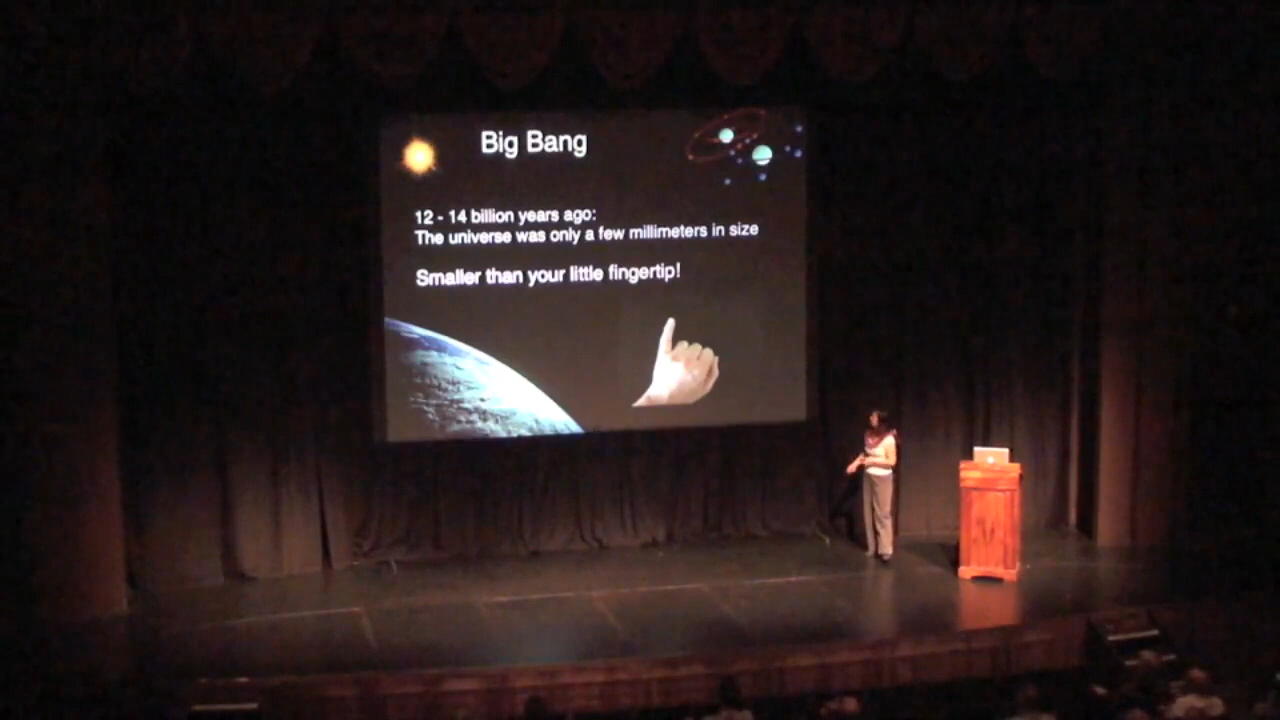 Big Bang
12 - 14 billion years ago:
The universe was only a few millimeters in size
Smaller than your little fingertip!